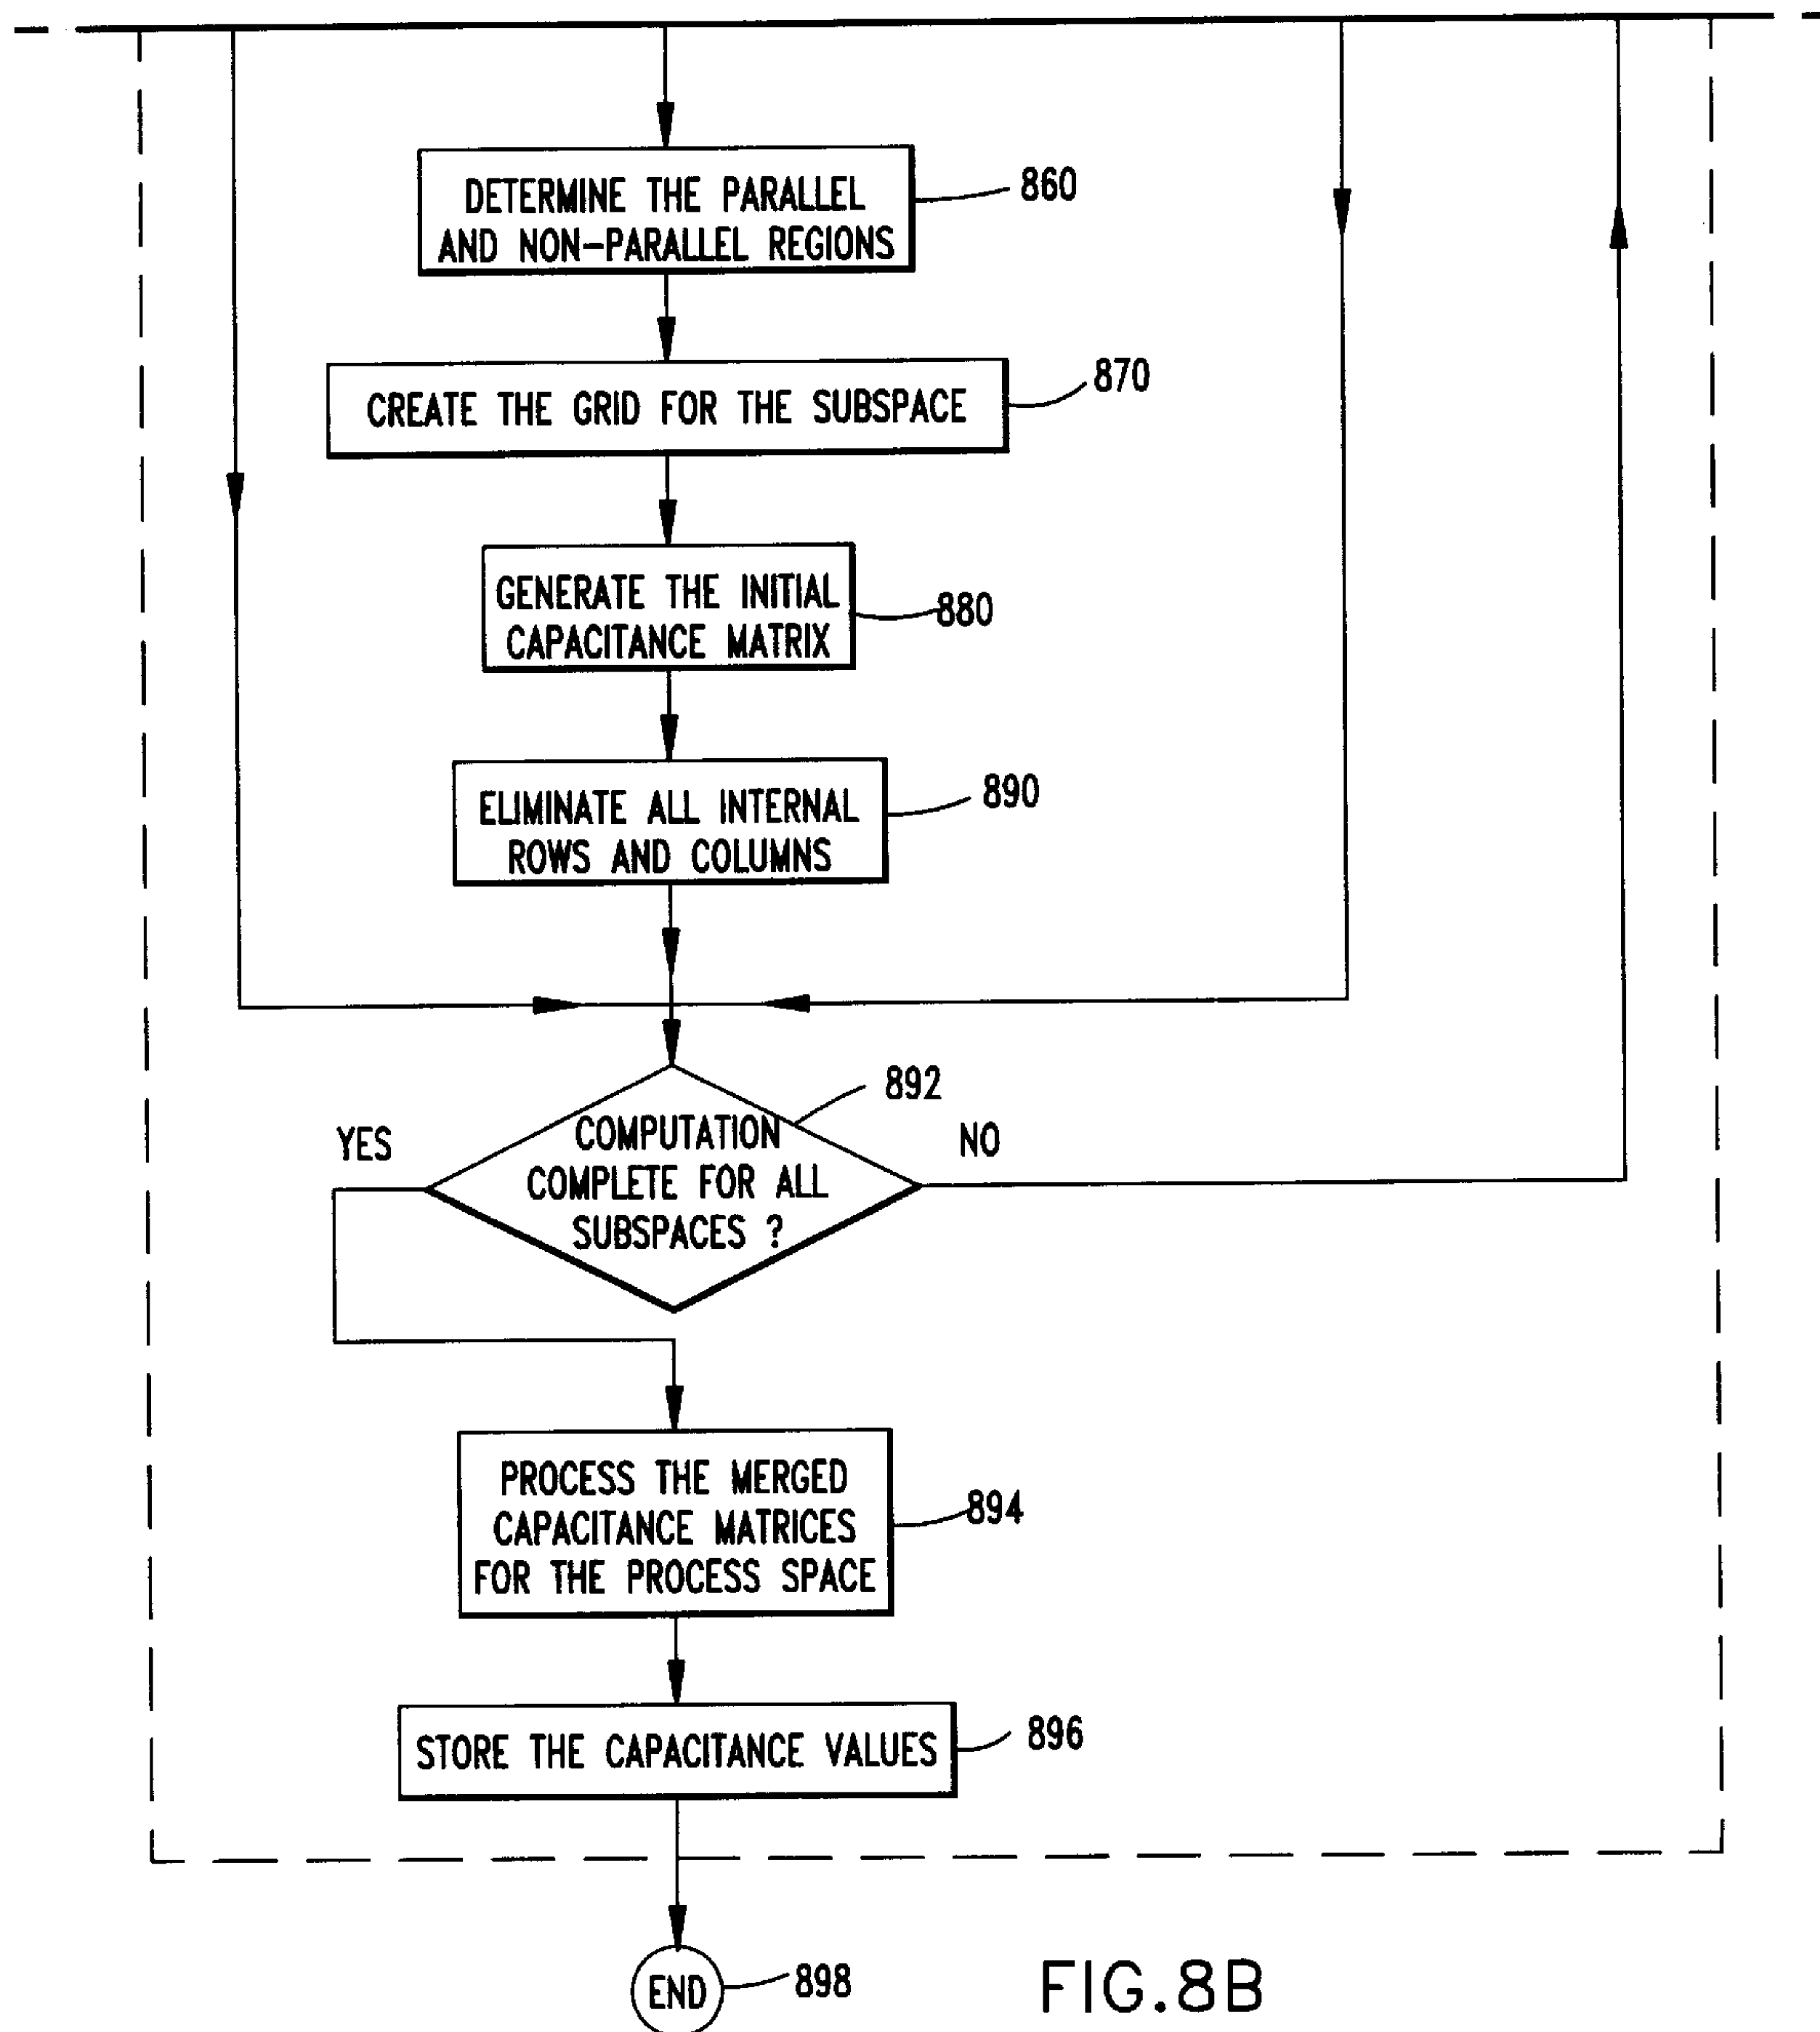 DETERMINE THE PARALLEL
AND NON-PARALLEL REGIONS
860
CREATE THE GRID FOR THE SUBSPACE
870
GENERATE THE INITIAL
CAPACITANCE MATRIX
880
ELIMINATE ALL INTERNAL
ROWS AND COLUMNS
890
892
YES
COMPUTATION
COMPLETE FOR ALL
SUBSPACES ?
NO
PROCESS THE MERGED
CAPACITANCE MATRICES
FOR THE PROCESS SPACE
894
STORE THE CAPACITANCE VALUES
896
END
898
FIG.8B